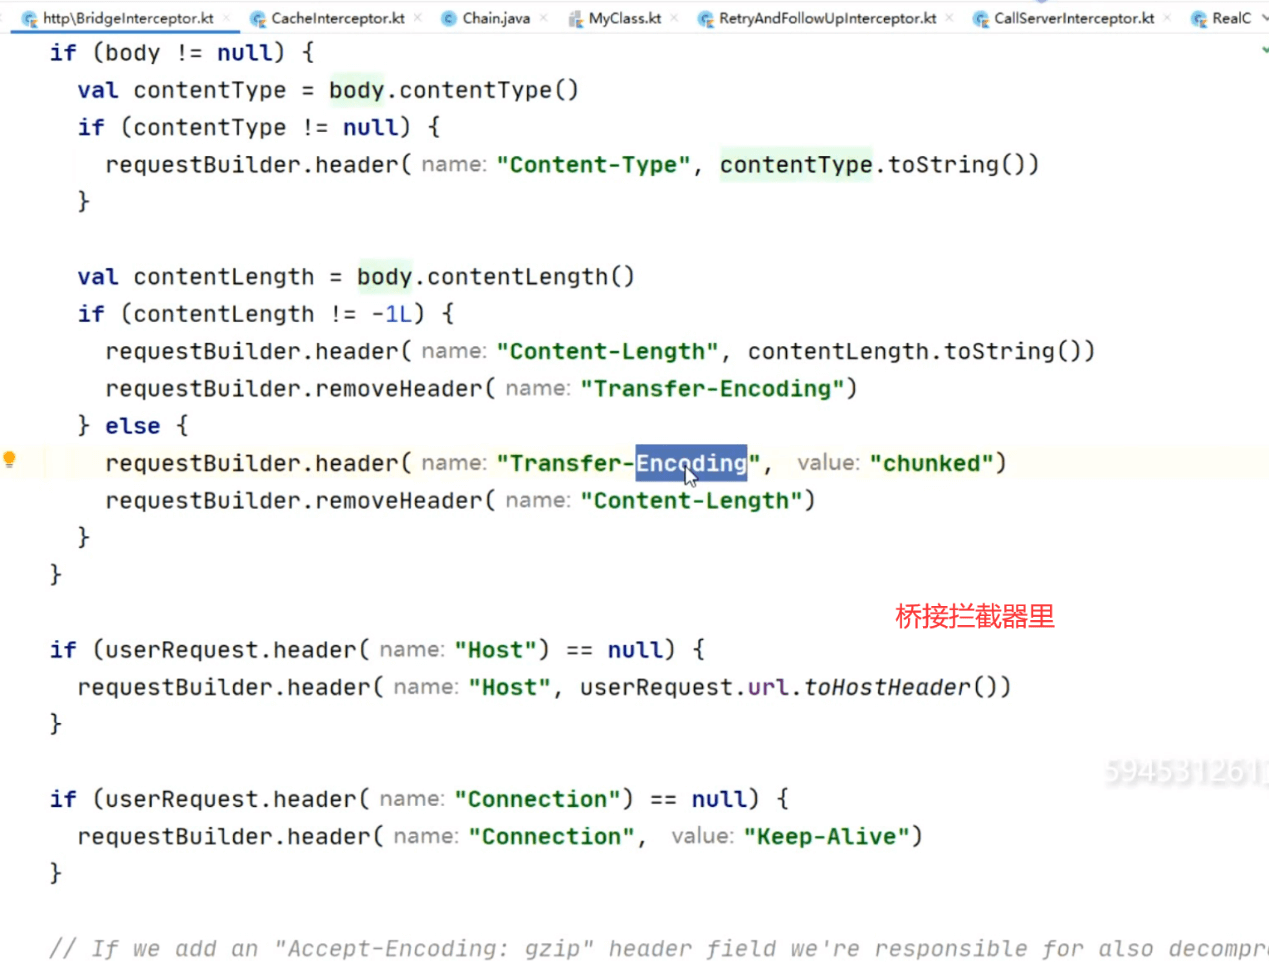 http\BridgeInterceptor.kt CacheInterceptor.kt Chain.java MyClass.kt RetryAndFollowUpInterceptor.kt CallServerInterceptor.kt RealC
if (body != null) {
val contentType = body.contentType()
if (contentType != null) {
requestBuilder.header( name: "Content-Type", contentType.toString())
}
val contentLength = body.contentLength()
if (contentLength != -1L) {
requestBuilder.header( name: "Content-Length", contentLength.toString())
requestBuilder.removeHeader( name: "Transfer-Encoding")
} else {
requestBuilder.header( name: "Transfer-Encoding", value: "chunked")
requestBuilder.removeHeader( name: "Content-Length")
}
}
桥接拦截器里
if (userRequest.header( name: "Host") == null) {
requestBuilder.header( name: "Host", userRequest.url.toHostHeader())
}
594531261
if (userRequest.header( name: "Connection") == null) {
requestBuilder.header( name: "Connection", value: "Keep-Alive")
}
// If we add an "Accept-Encoding: gzip" header field we're responsible for also decompr